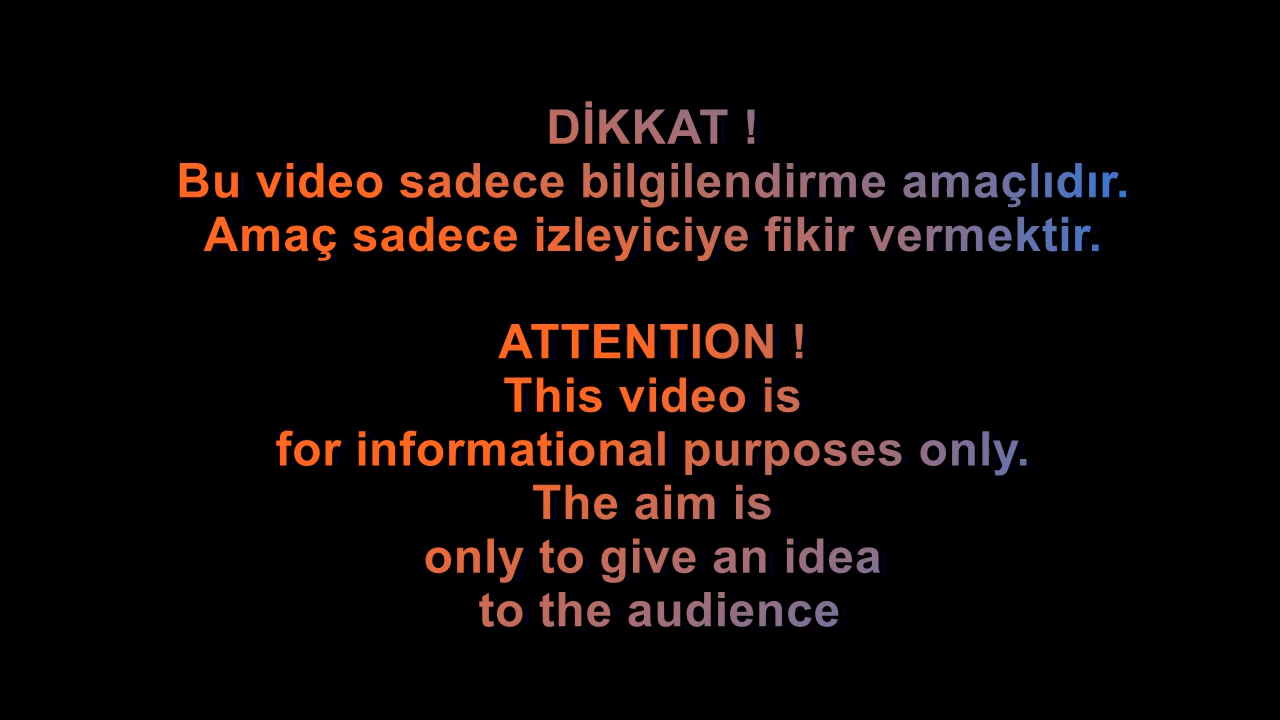 DİKKAT !
Bu video sadece bilgilendirme amaçlıdır.
Amaç sadece izleyiciye fikir vermektir.
ATTENTION !
This video is
for informational purposes only.
The aim is
only to give an idea
to the audience